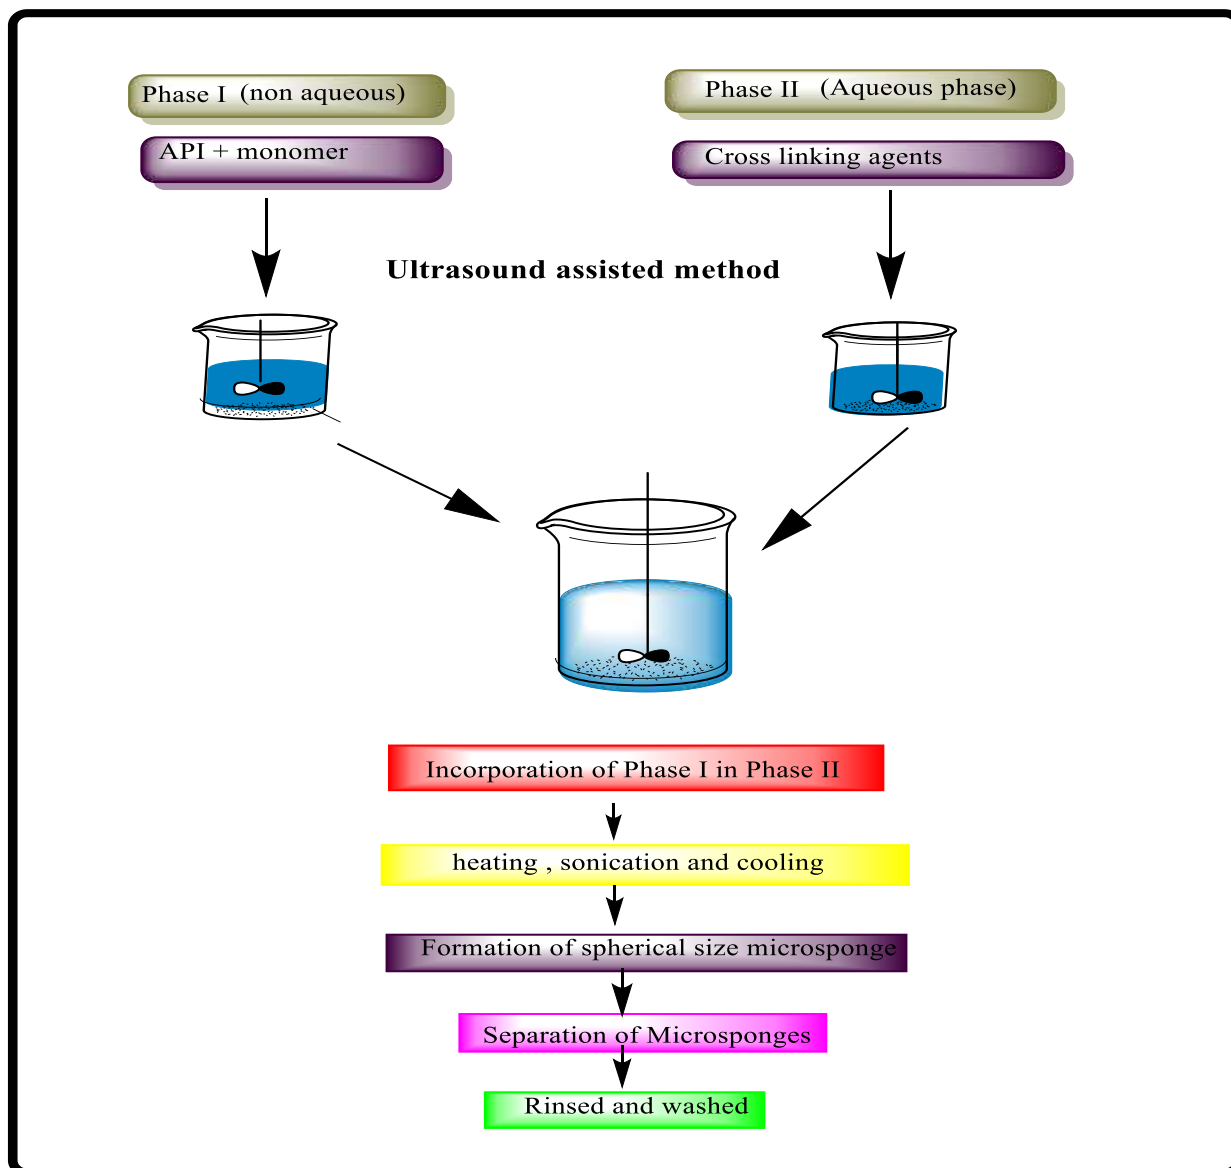 Phase I (non aqueous)
Phase II (Aqueous phase)
API + monomer
Cross linking agents
Ultrasound assisted method
Incorporation of Phase I in Phase II
heating , sonication and cooling
Formation of spherical size microsponge
Separation of Microsponges
Rinsed and washed